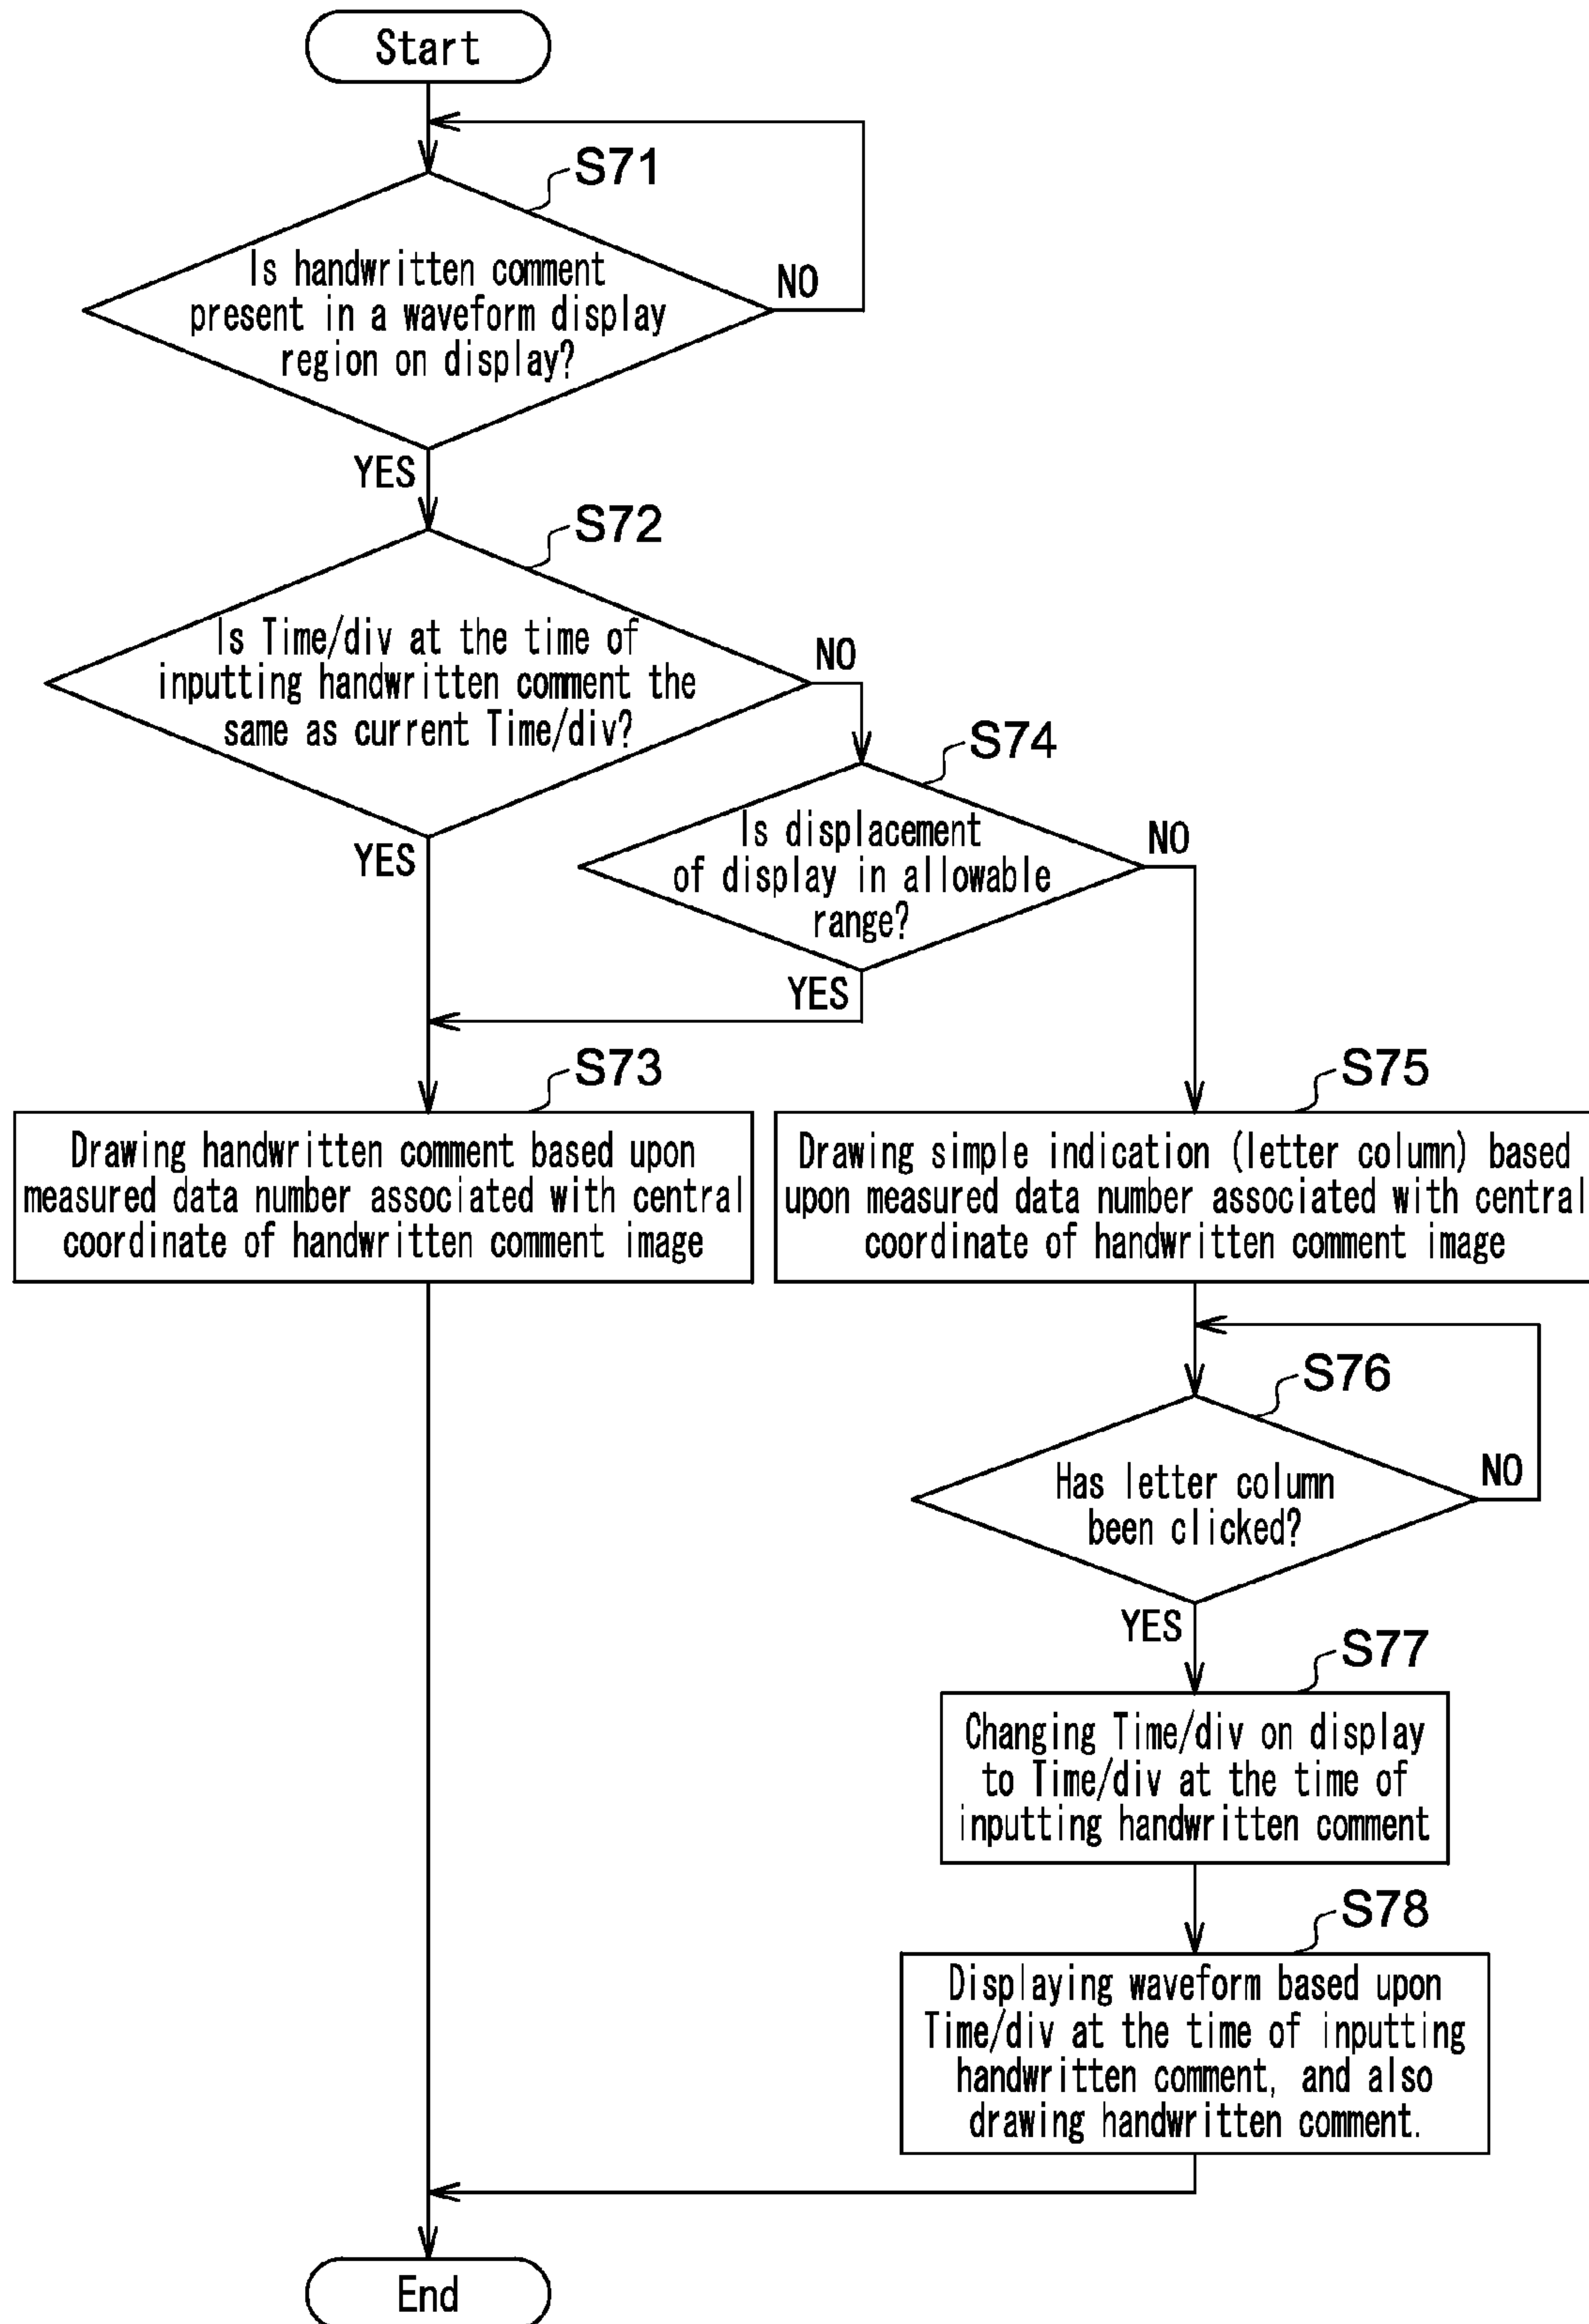 Start
S71
Is handwritten comment
present in a waveform display
region on display?
NO
YES
S72
Is Time/div at the time of
inputting handwritten comment the
same as current Time/div?
NO
YES
S74
Is displacement
of display in allowable
range?
NO
YES
S73
Drawing handwritten comment based upon
measured data number associated with central
coordinate of handwritten comment image
S75
Drawing simple indication (letter column) based
upon measured data number associated with central
coordinate of handwritten comment image
S76
Has letter column
been clicked?
NO
YES
S77
Changing Time/div on display
to Time/div at the time of
inputting handwritten comment
S78
Displaying waveform based upon
Time/div at the time of inputting
handwritten comment, and also
drawing handwritten comment.
End